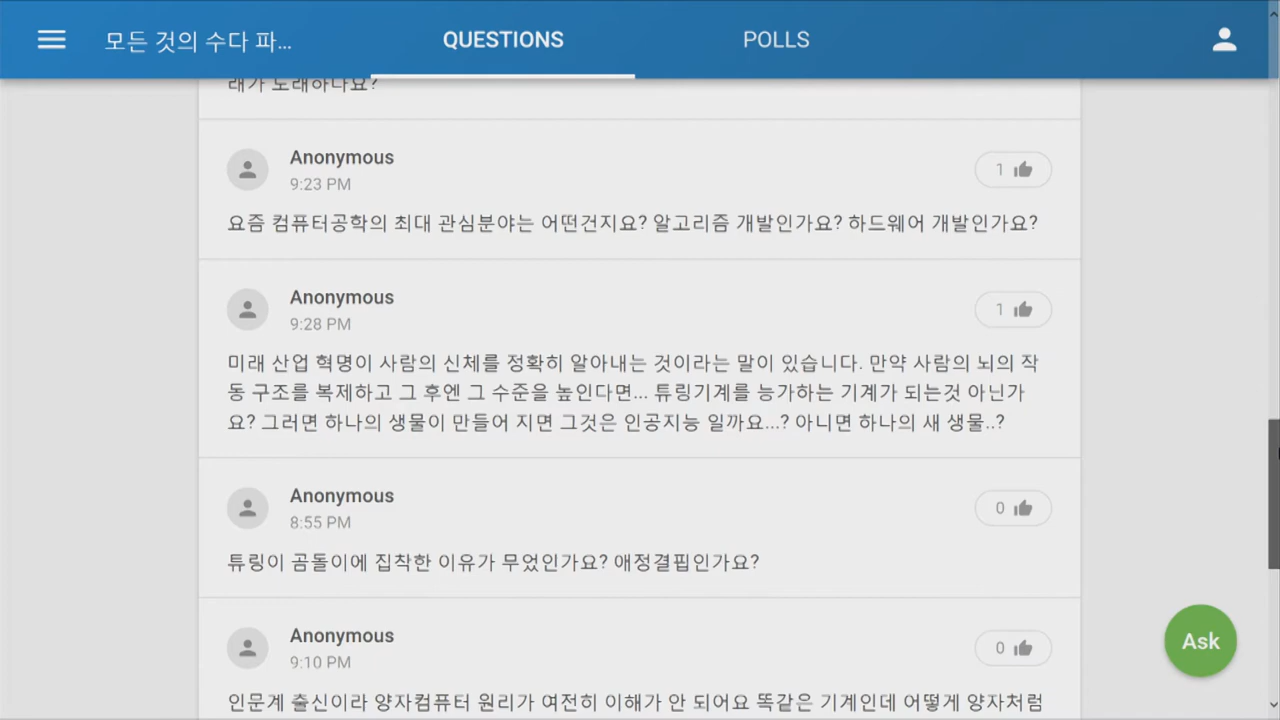 모든 것의 수다 파...
QUESTIONS
POLLS
래가 노래하나요?
Anonymous
9:23 PM
1
요즘 컴퓨터공학의 최대 관심분야는 어떤건지요? 알고리즘 개발인가요? 하드웨어 개발인가요?
Anonymous
9:28 PM
1
미래 산업 혁명이 사람의 신체를 정확히 알아내는 것이라는 말이 있습니다. 만약 사람의 뇌의 작
동 구조를 복제하고 그 후엔 그 수준을 높인다면... 튜링기계를 능가하는 기계가 되는것 아닌가
요? 그러면 하나의 생물이 만들어 지면 그것은 인공지능 일까요...? 아니면 하나의 새 생물..?
Anonymous
8:55 PM
0
튜링이 곰돌이에 집착한 이유가 무었인가요? 애정결핍인가요?
Anonymous
9:10 PM
0
인문계 출신이라 양자컴퓨터 원리가 여전히 이해가 안 되어요 똑같은 기계인데 어떻게 양자처럼
Ask